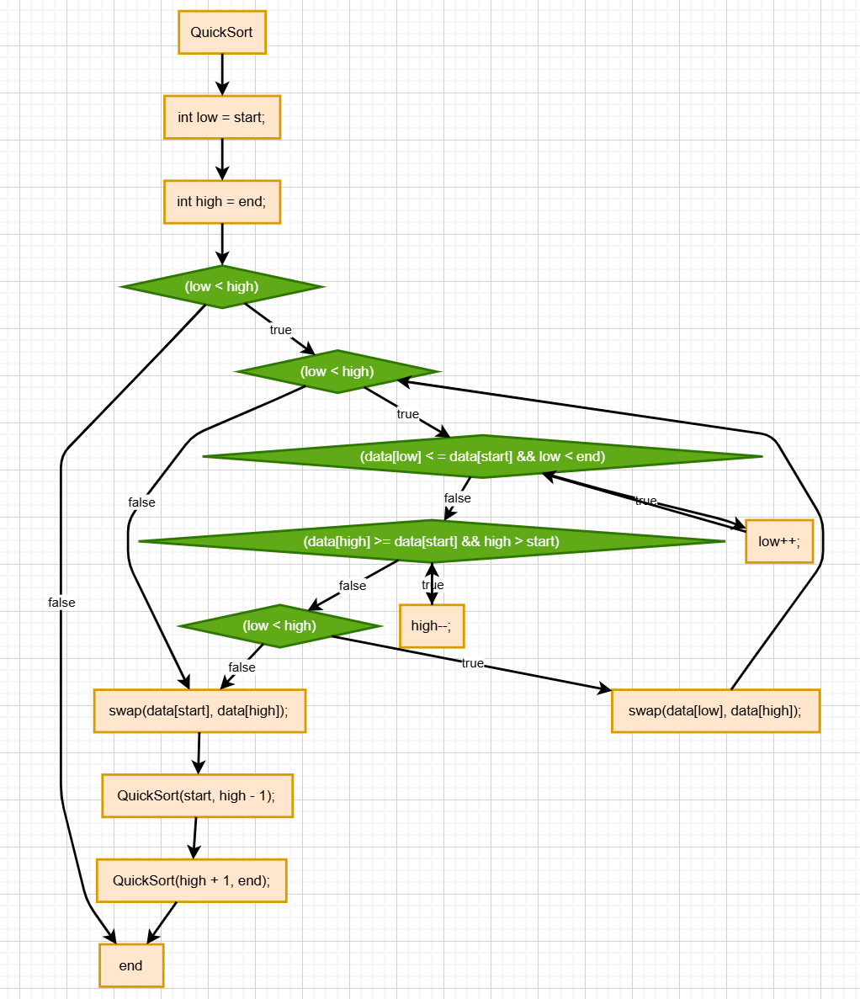 QuickSort
int low = start;
int high = end;
(low < high)
true
(low < high)
true
(data[low] < = data[start] && low < end)
false
true
false
(data[high] >= data[start] && high > start)
low++;
false
true
false
(low < high)
high--;
false
true
swap(data[start], data[high]);
swap(data[low], data[high]);
QuickSort(start, high - 1);
QuickSort(high + 1, end);
end